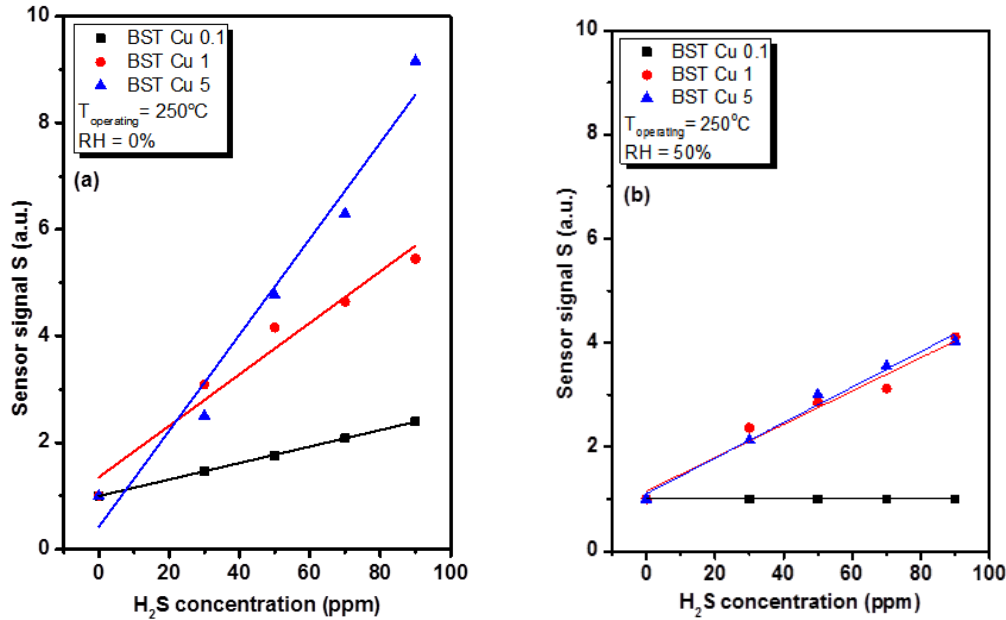 10
8
6
4
2
0
Sensor signal S (a.u.)
BST Cu 0.1
BST Cu 1
BST Cu 5
Toperating = 250°C
RH = 0%
(a)
0 20 40 60 80 100
H2S concentration (ppm)
10
8
6
4
2
0
Sensor signal S (a.u.)
BST Cu 0.1
BST Cu 1
BST Cu 5
Toperating = 250°C
RH = 50%
(b)
0 20 40 60 80 100
H2S concentration (ppm)